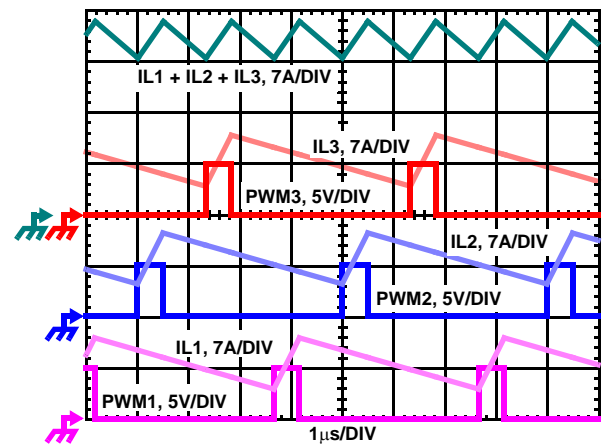 IL1 + IL2 + IL3, 7A/DIV
IL3, 7A/DIV
PWM3, 5V/DIV
IL2, 7A/DIV
PWM2, 5V/DIV
IL1, 7A/DIV
PWM1, 5V/DIV
1μs/DIV